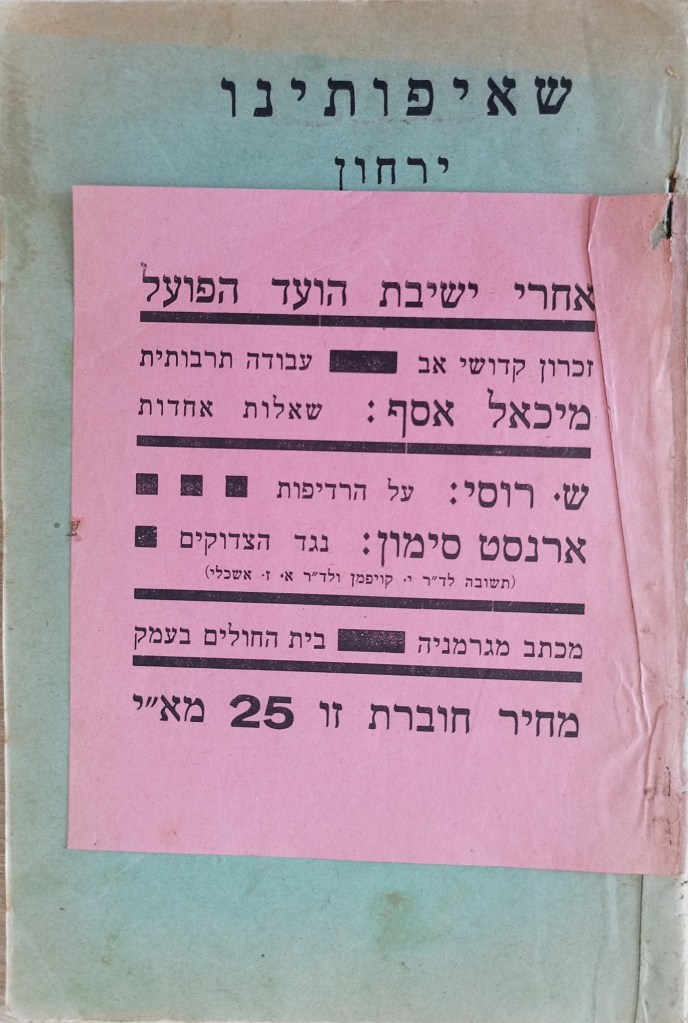 שאיפותינו
ירחון
אחרי ישיבת הועד הפועל
זכרון קדושי אב עבודה תרבותית
מיכאל אסף: שאלות אחדות
ש. רוסי: על הרדיפות
ארנסט סימון: נגד הצדוקים
(תשובה לד״ר י. קויפמן ולד״ר א. ז. אשכלי)
מכתב מגרמניה בית החולים בעמק
מחיר חוברת זו 25 מא״י